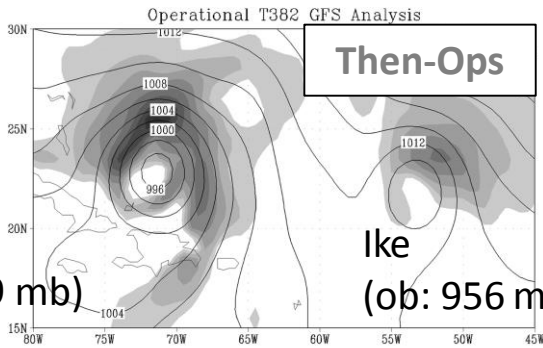 Operational T382 GFS Analysis
30N
1012
Then-Ops
1008
1004
25N
1000
1012
996
20N
Ike
mb)
(ob: 956 m
1004
15N
80W 75W 70W 65W 60W 55W 50W 45W